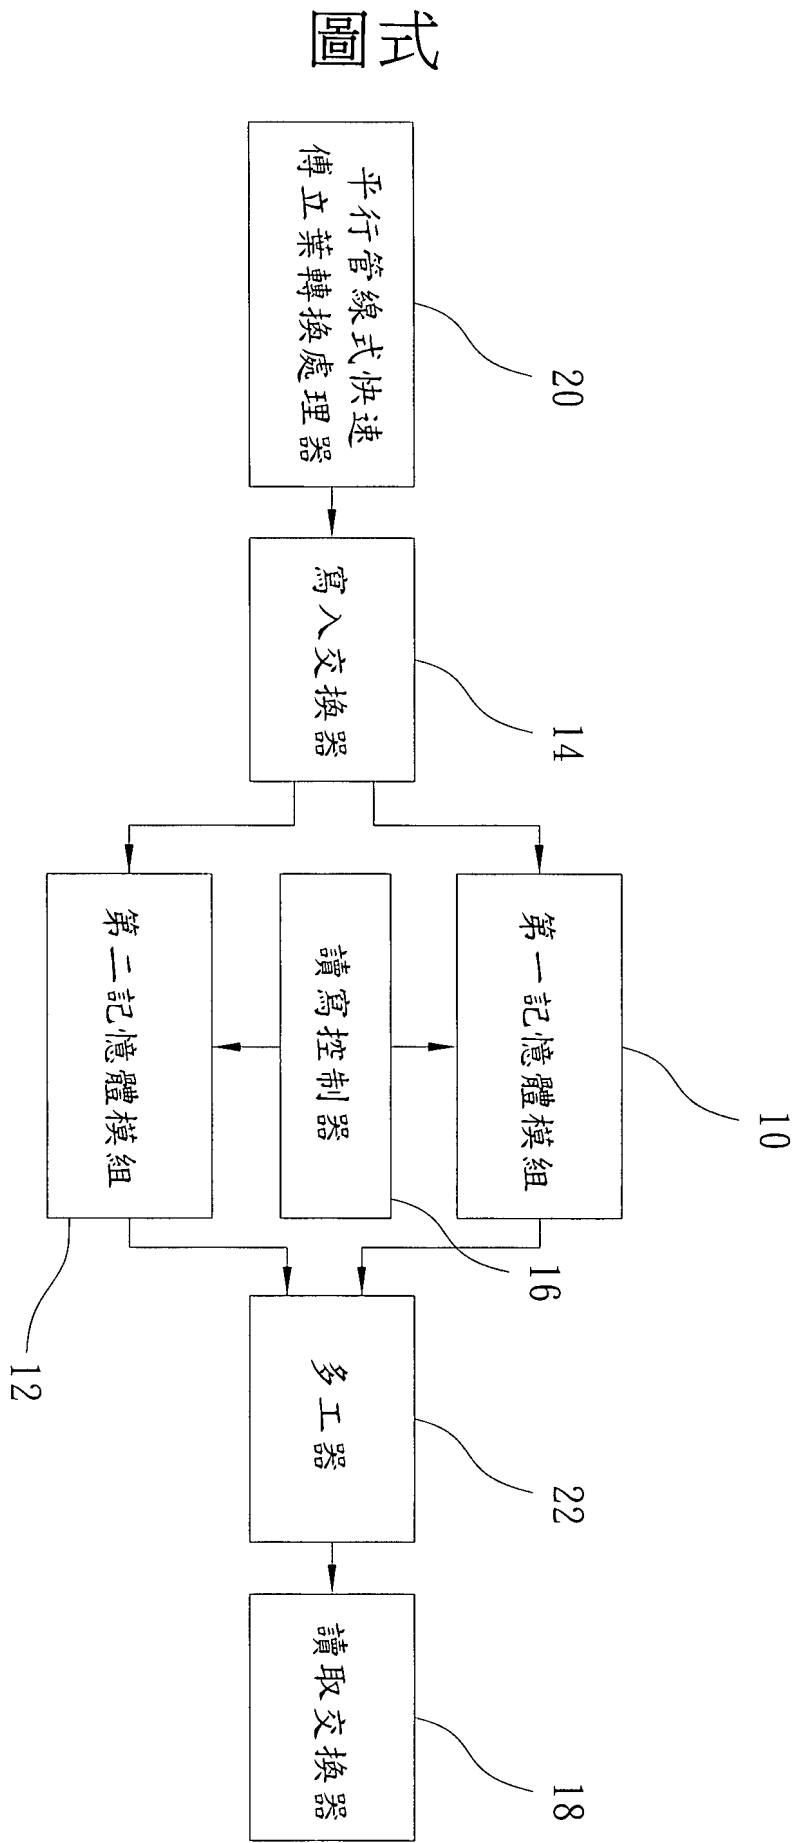 圖式
平行管線式快速
傅立葉轉換處理器
20
寫入交換器
14
第一記憶體模組
10
讀寫控制器
16
第二記憶體模組
12
多工器
22
讀取交換器
18